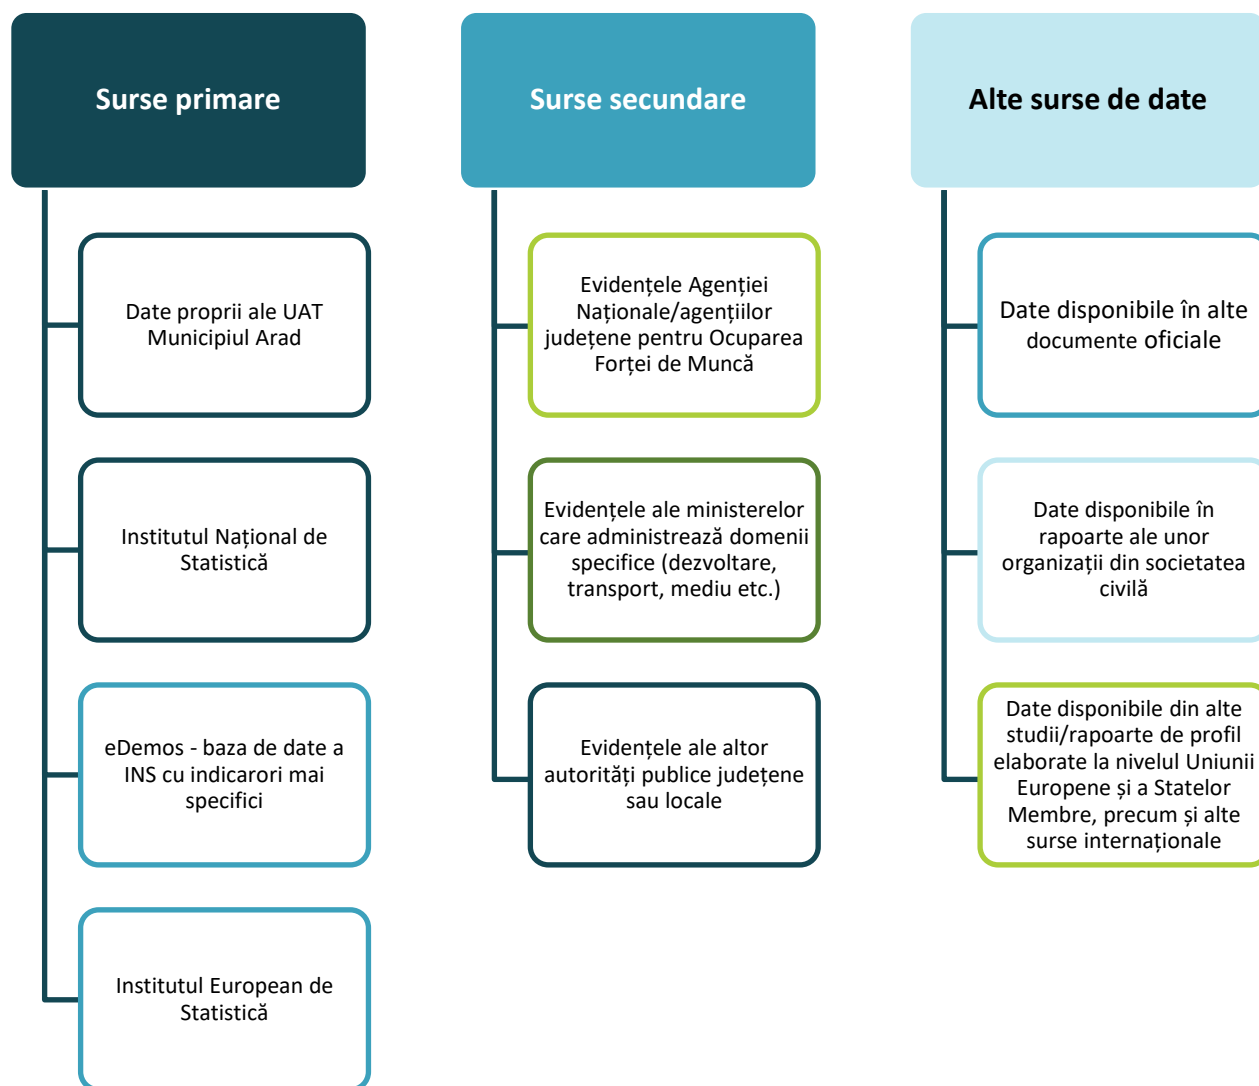 Surse primare
Date proprii ale UAT
Municipiul Arad
Institutul Național de
Statistică
eDemos - baza de date a
INS cu indicarori mai
specifici
Institutul European de
Statistică
Surse secundare
Evidențele Agenției
Naționale/agențiilor
județene pentru Ocuparea
Forței de Muncă
Evidențele ale ministerelor
care administrează domenii
specifice (dezvoltare,
transport, mediu etc.)
Evidențele ale altor
autorități publice județene
sau locale
Alte surse de date
Date disponibile în alte
documente oficiale
Date disponibile în
rapoarte ale unor
organizații din societatea
civilă
Date disponibile din alte
studii/rapoarte de profil
elaborate la nivelul Uniunii
Europene și a Statelor
Membre, precum și alte
surse internaționale